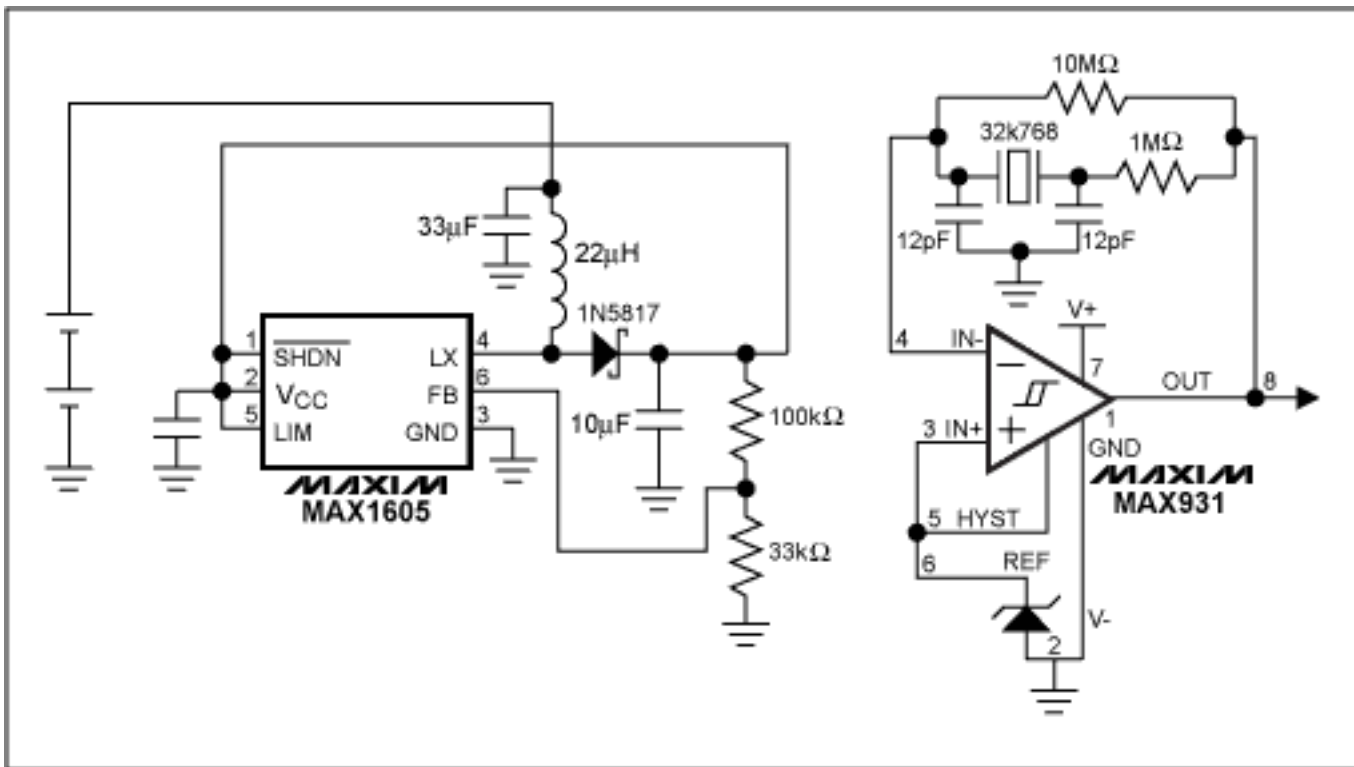 33µF
22µH
1N5817
1
SHDN
2
VCC
5
LIM
LX
4
FB
6
GND
3
10µF
100kΩ
33kΩ
MAXIM
MAX1605
10MΩ
32k768
1MΩ
12pF
12pF
V+
4
IN-
7
OUT
8
3
IN+
1
GND
MAXIM
MAX931
5
HYST
6
REF
V-
2